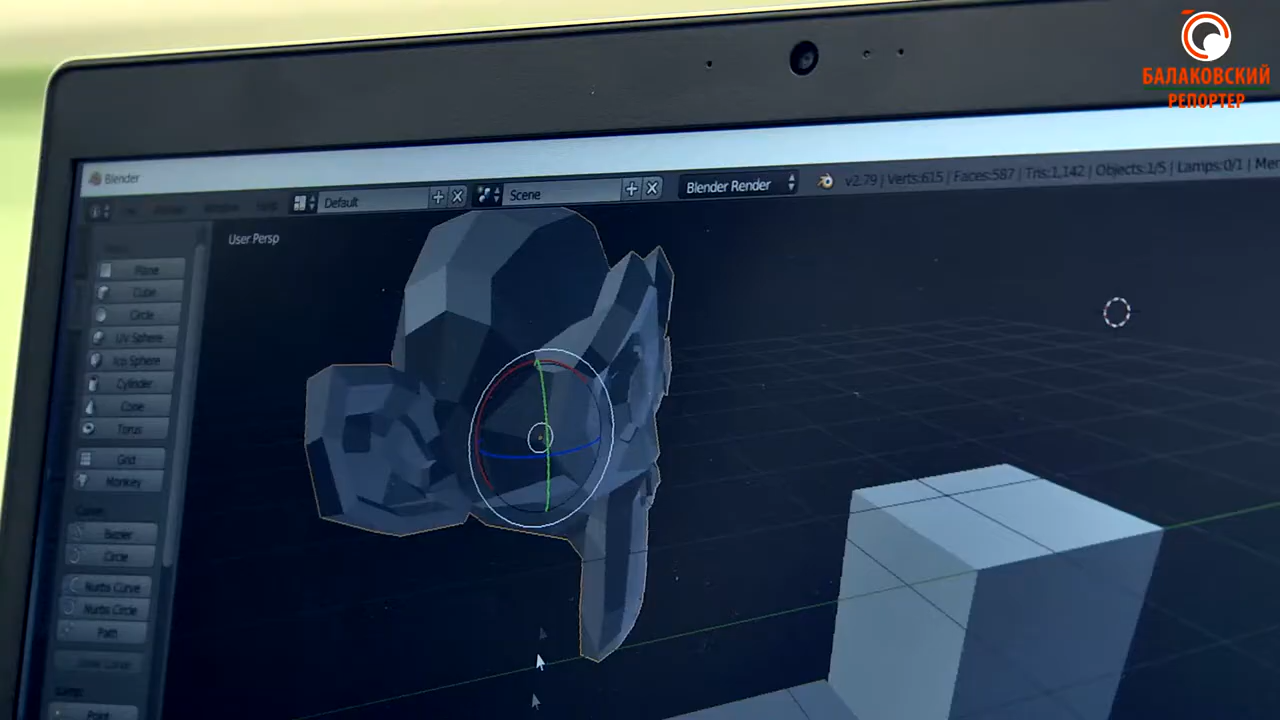 БАЛАКОВСКИЙ
РЕПОРТЕР
Blender
Default
Scene
Blender Render
v2.79 | Verts:615 | Faces:587 | Tris:1,142 | Objects:1/5 | Lamps:0/1 |
User Persp
Plane
Cube
Circle
UV Sphere
Ico Sphere
Cylinder
Cone
Torus
Grid
Monkey
Bezier
Circle
Nurbs Curve
Nurbs Circle
Path
Point